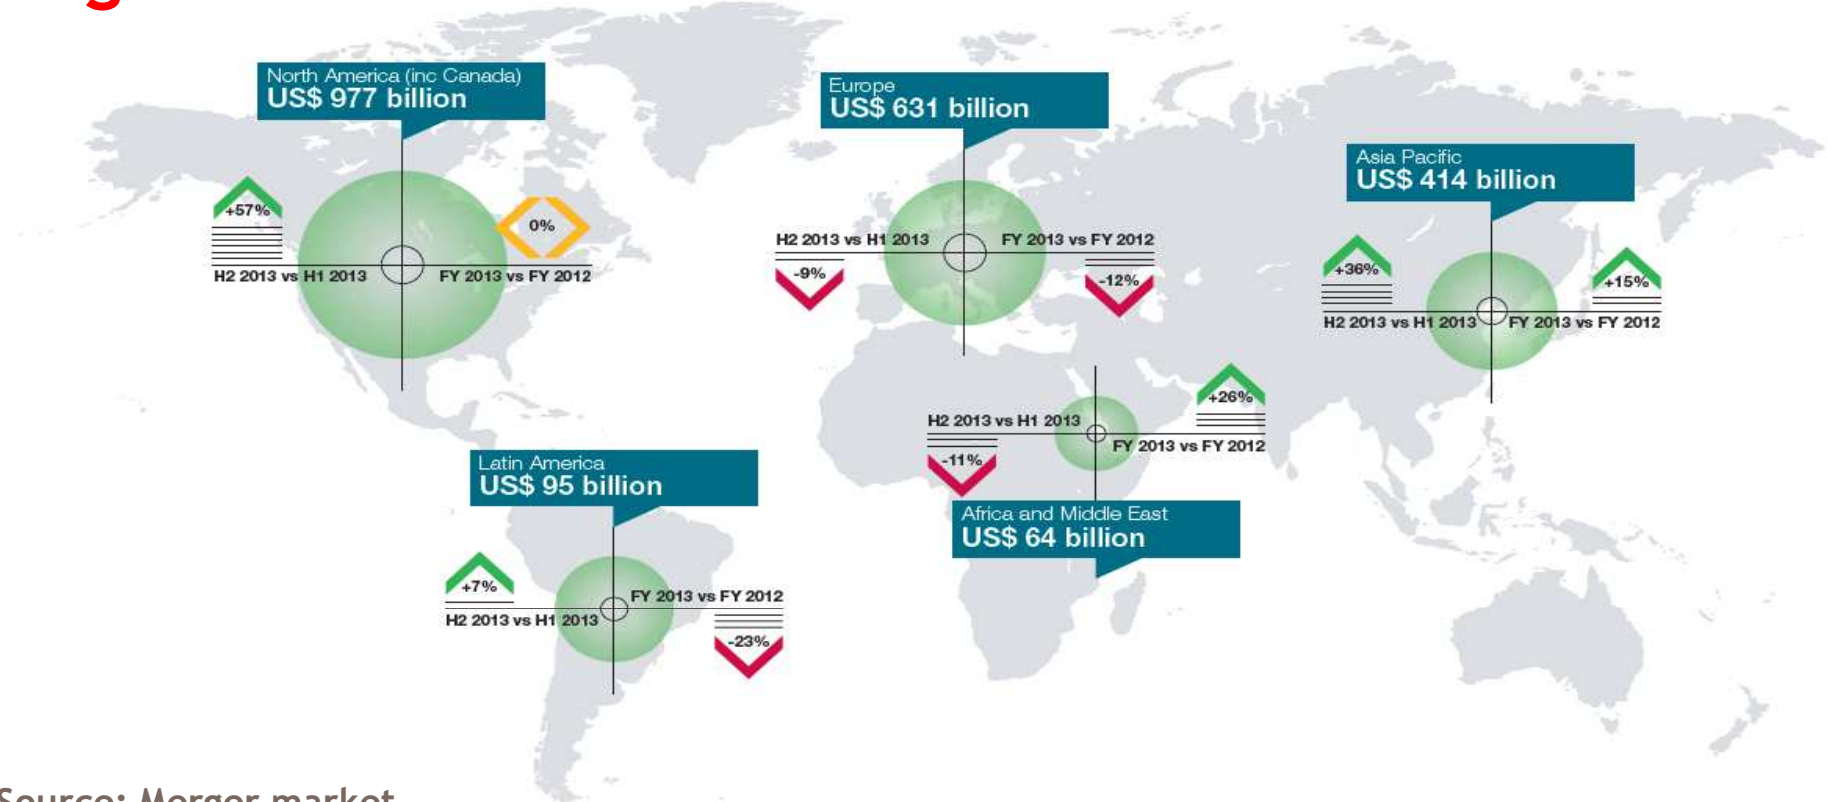 North America (inc Canada)
US$ 977 billion
+57%
0%
H2 2013 vs H1 2013
FY 2013 vs FY 2012
Europe
US$ 631 billion
H2 2013 vs H1 2013
FY 2013 vs FY 2012
-9%
-12%
Asia Pacific
US$ 414 billion
+36%
+15%
H2 2013 vs H1 2013
FY 2013 vs FY 2012
+26%
H2 2013 vs H1 2013
FY 2013 vs FY 2012
-11%
Africa and Middle East
US$ 64 billion
Latin America
US$ 95 billion
+7%
FY 2013 vs FY 2012
H2 2013 vs H1 2013
-23%
Source: Merger market